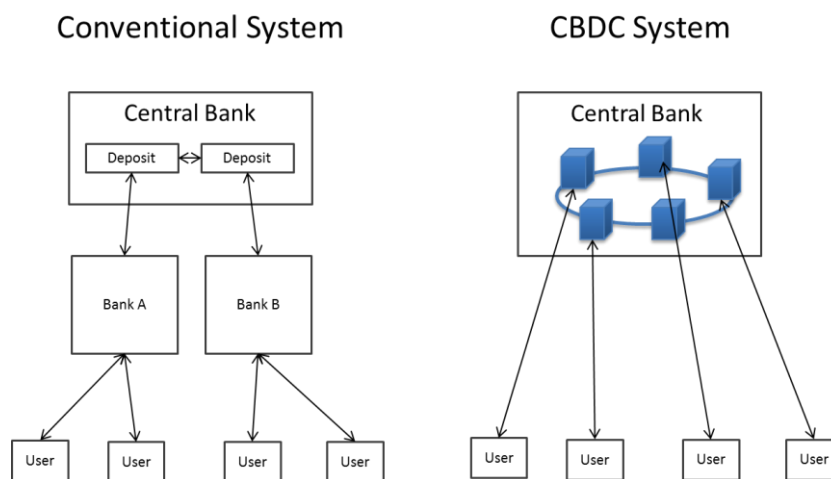 Conventional System
CBDC System
Central Bank
Deposit
Deposit
Bank A
Bank B
User
User
User
User
Central Bank
User
User
User
User